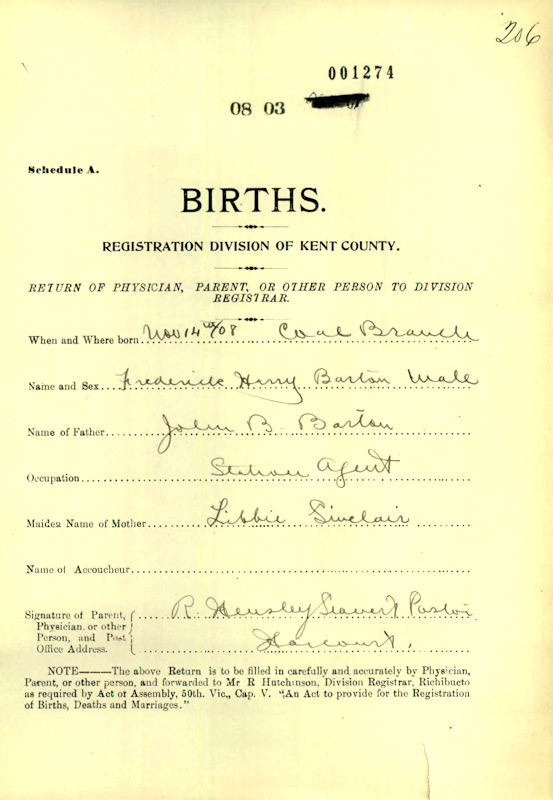 206
001274
08 03
Schedule A.
BIRTHS.
REGISTRATION DIVISION OF KENT COUNTY.
RETURN OF PHYSICIAN, PARENT, OR OTHER PERSON TO DIVISION
REGISTRAR.
When and Where born Nov 14th/08 Coal Branch
Name and Sex Frederick Harry Barton Male
Name of Father John B. Barton
Occupation Station Agent
Maiden Name of Mother Libbie Sinclair
Name of Accoucheur
Signature of Parent, R. Hensley Pastor
Physician, or other
Person, and Post Harcourt.
Office Address.
NOTE——The above Return is to be filled in carefully and accurately by Physician,
Parent, or other person, and forwarded to Mr R Hutchinson, Division Registrar, Richibucto
as required by Act of Assembly, 50th. Vic., Cap. V. "An Act to provide for the Registration
of Births, Deaths and Marriages."